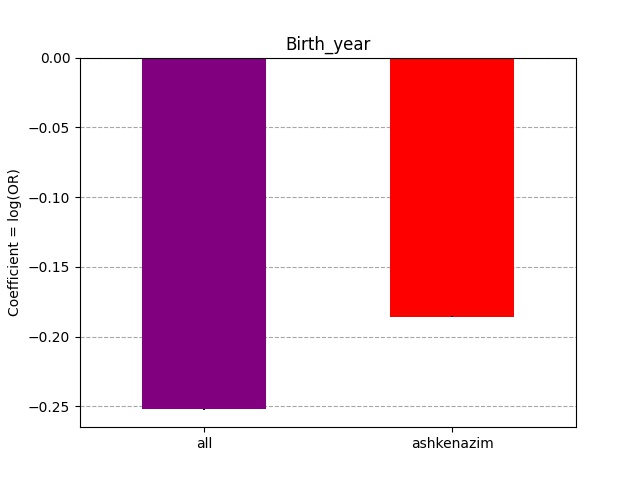 Birth_year
Coefficient = log(OR)
0.00
−0.05
−0.10
−0.15
−0.20
−0.25
all
ashkenazim